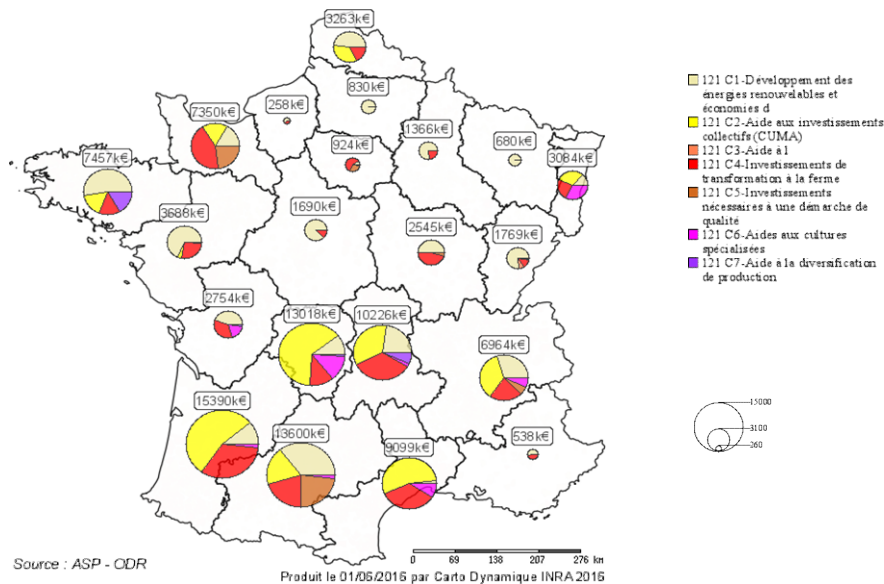 3263k€
830k€
7350k€
258k€
1366k€
680k€
924k€
7457k€
3084k€
3688k€
1690k€
2545k€
1769k€
2754k€
13018k€
10226k€
6964k€
15390k€
13600k€
9099k€
538k€
121 C1-Développement des
énergies renouvelables et
économies d
121 C2-Aide aux investissements
collectifs (CUMA)
121 C3-Aide à l
121 C4-Investissements de
transformation à la ferme
121 C5-Investissements
nécessaires à une démarche de
qualité
121 C6-Aides aux cultures
spécialisées
121 C7-Aide à la diversification
de production
15000
3100
260
0 69 138 207 276 km
Source : ASP - ODR
Produit le 01/06/2016 par Carto Dynamique INRA 2016